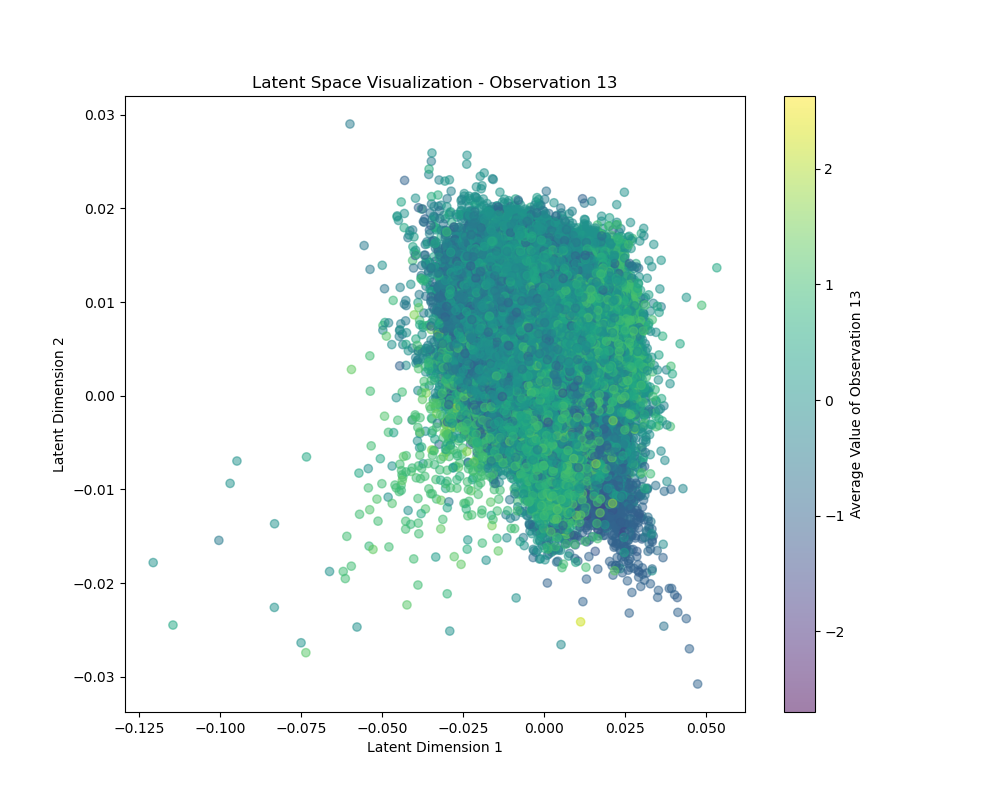 Latent Space Visualization - Observation 13
0.03
0.02
0.01
0.00
−0.01
−0.02
−0.03
Latent Dimension 2
−0.125 −0.100 −0.075 −0.050 −0.025 0.000 0.025 0.050
Latent Dimension 1
2
1
0
−1
−2
Average Value of Observation 13